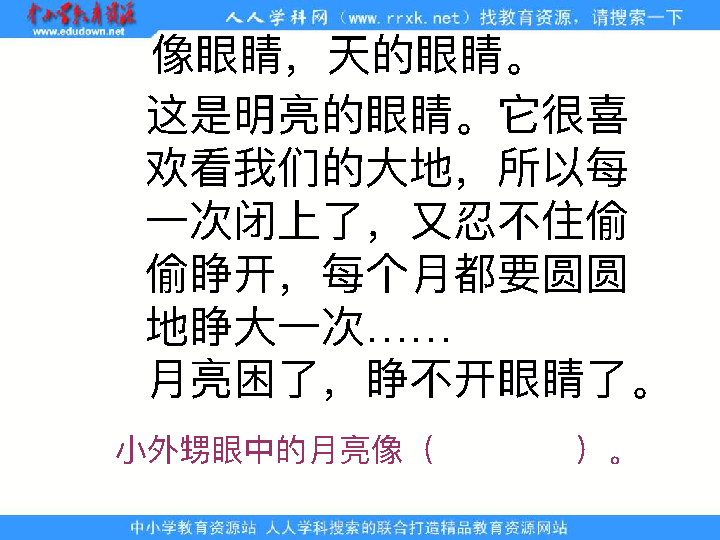 中小学教育资源
www.edudown.net
人人学科网（www.rrxk.net）找教育资源，请搜索一下
像眼睛，天的眼睛。
这是明亮的眼睛。它很喜
欢看我们的大地，所以每
一次闭上了，又忍不住偷
偷睁开，每个月都要圆圆
地睁大一次……
月亮困了，睁不开眼睛了。
小外甥眼中的月亮像（ ）。
中小学教育资源站 人人学科搜索的联合打造精品教育资源网站